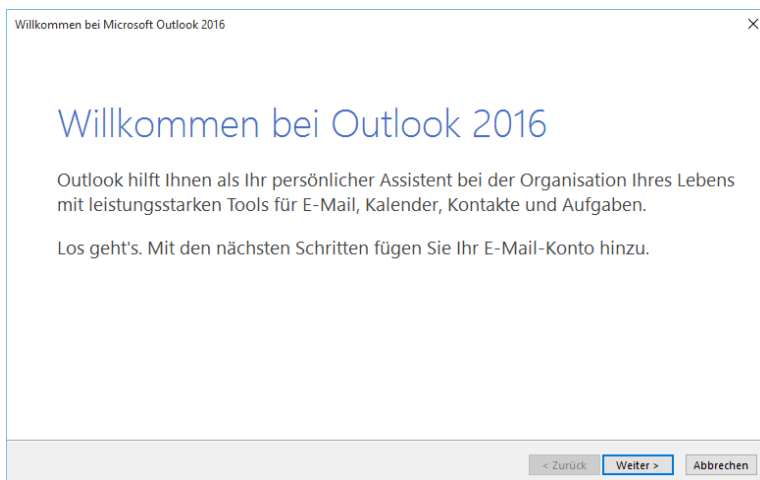 Willkommen bei Microsoft Outlook 2016
Willkommen bei Outlook 2016
Outlook hilft Ihnen als Ihr persönlicher Assistent bei der Organisation Ihres Lebens
mit leistungsstarken Tools für E-Mail, Kalender, Kontakte und Aufgaben.
Los geht's. Mit den nächsten Schritten fügen Sie Ihr E-Mail-Konto hinzu.
< Zurück Weiter > Abbrechen